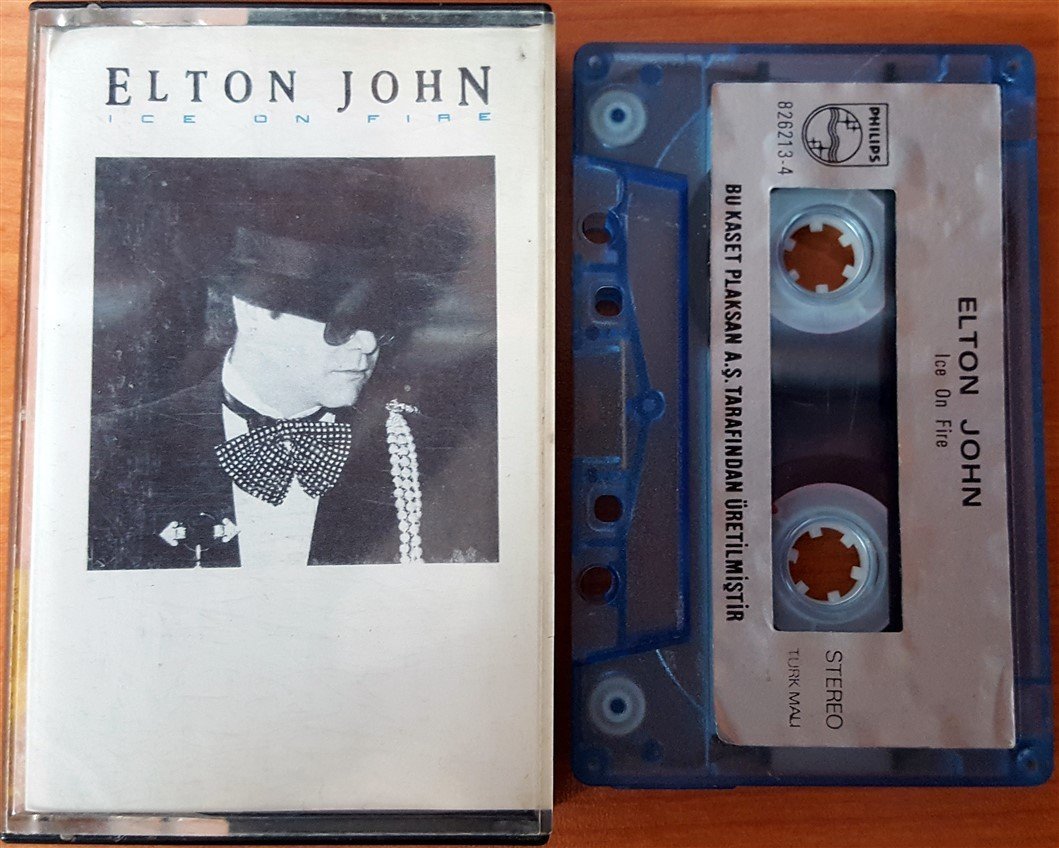 ELTON JOHN
ICE ON FIRE
PHILIPS
826213-4
ELTON JOHN
Ice On Fire
BU KASET PLAKSAN A.Ş. TARAFINDAN ÜRETİLMİŞTİR
STEREO
TÜRK MALI